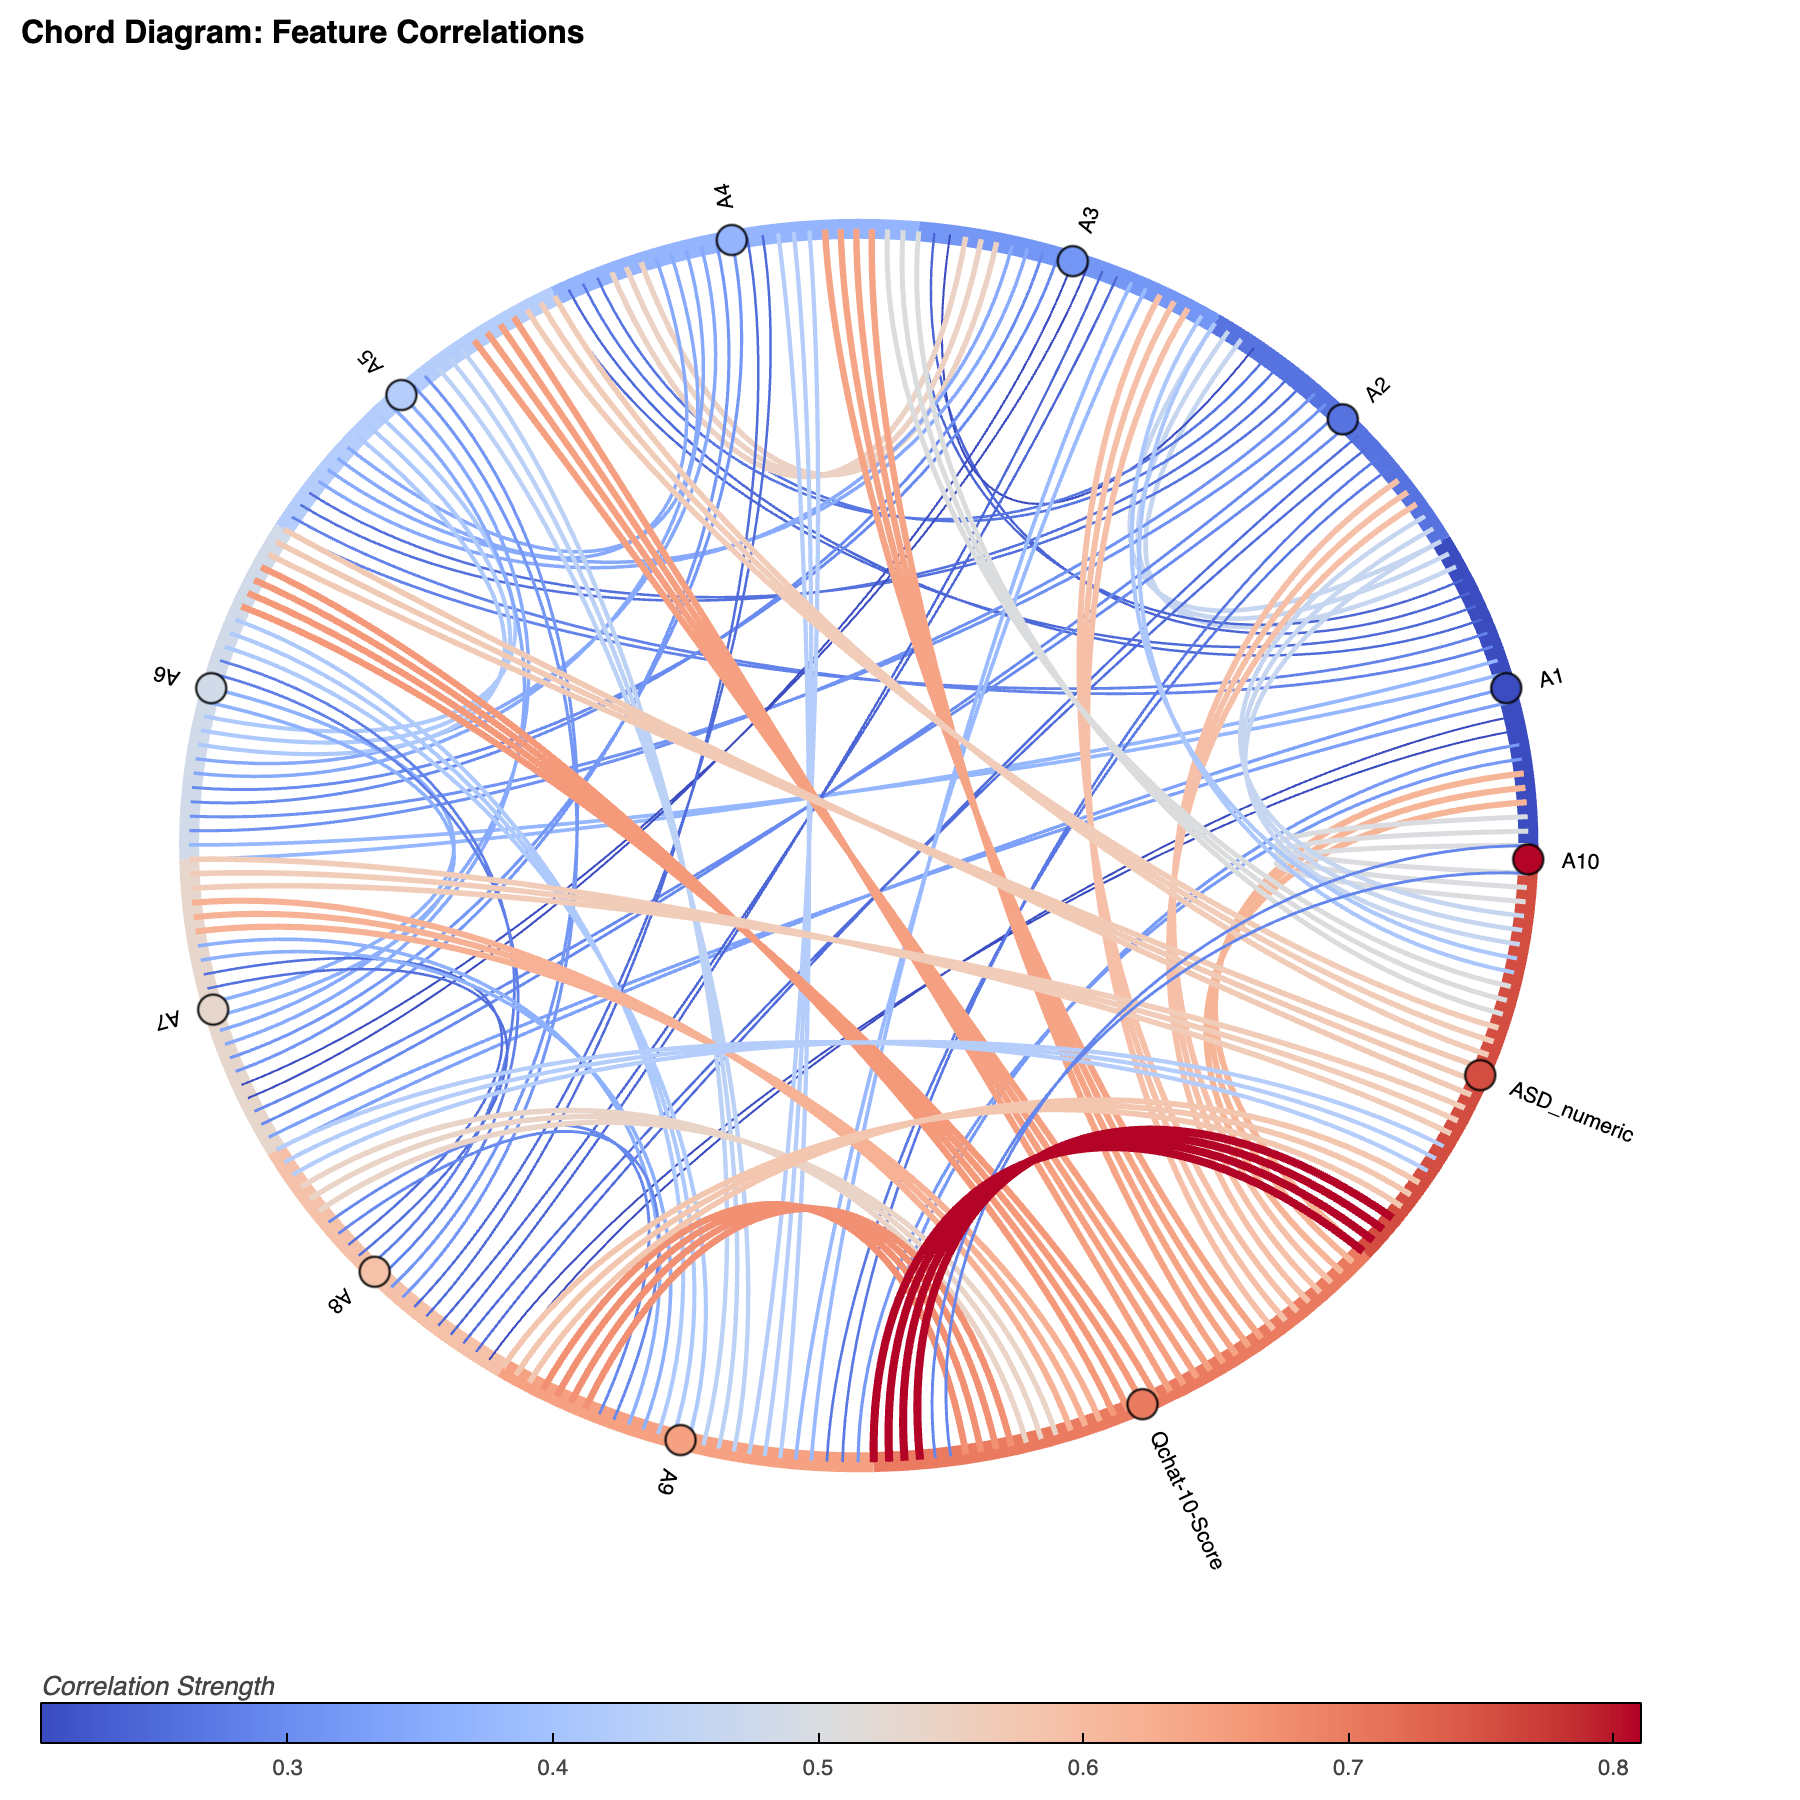 Chord Diagram: Feature Correlations
A4
A3
A5
A2
A6
A1
A10
A7
ASD_numeric
A8
A9
Qchat-10-Score
Correlation Strength
0.3 0.4 0.5 0.6 0.7 0.8